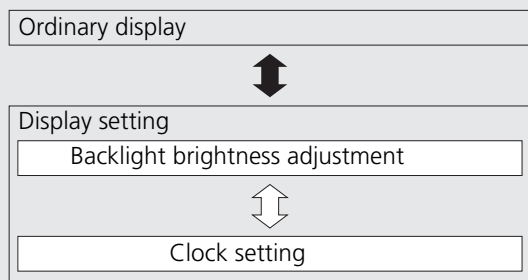 Ordinary display
Display setting
Backlight brightness adjustment
Clock setting